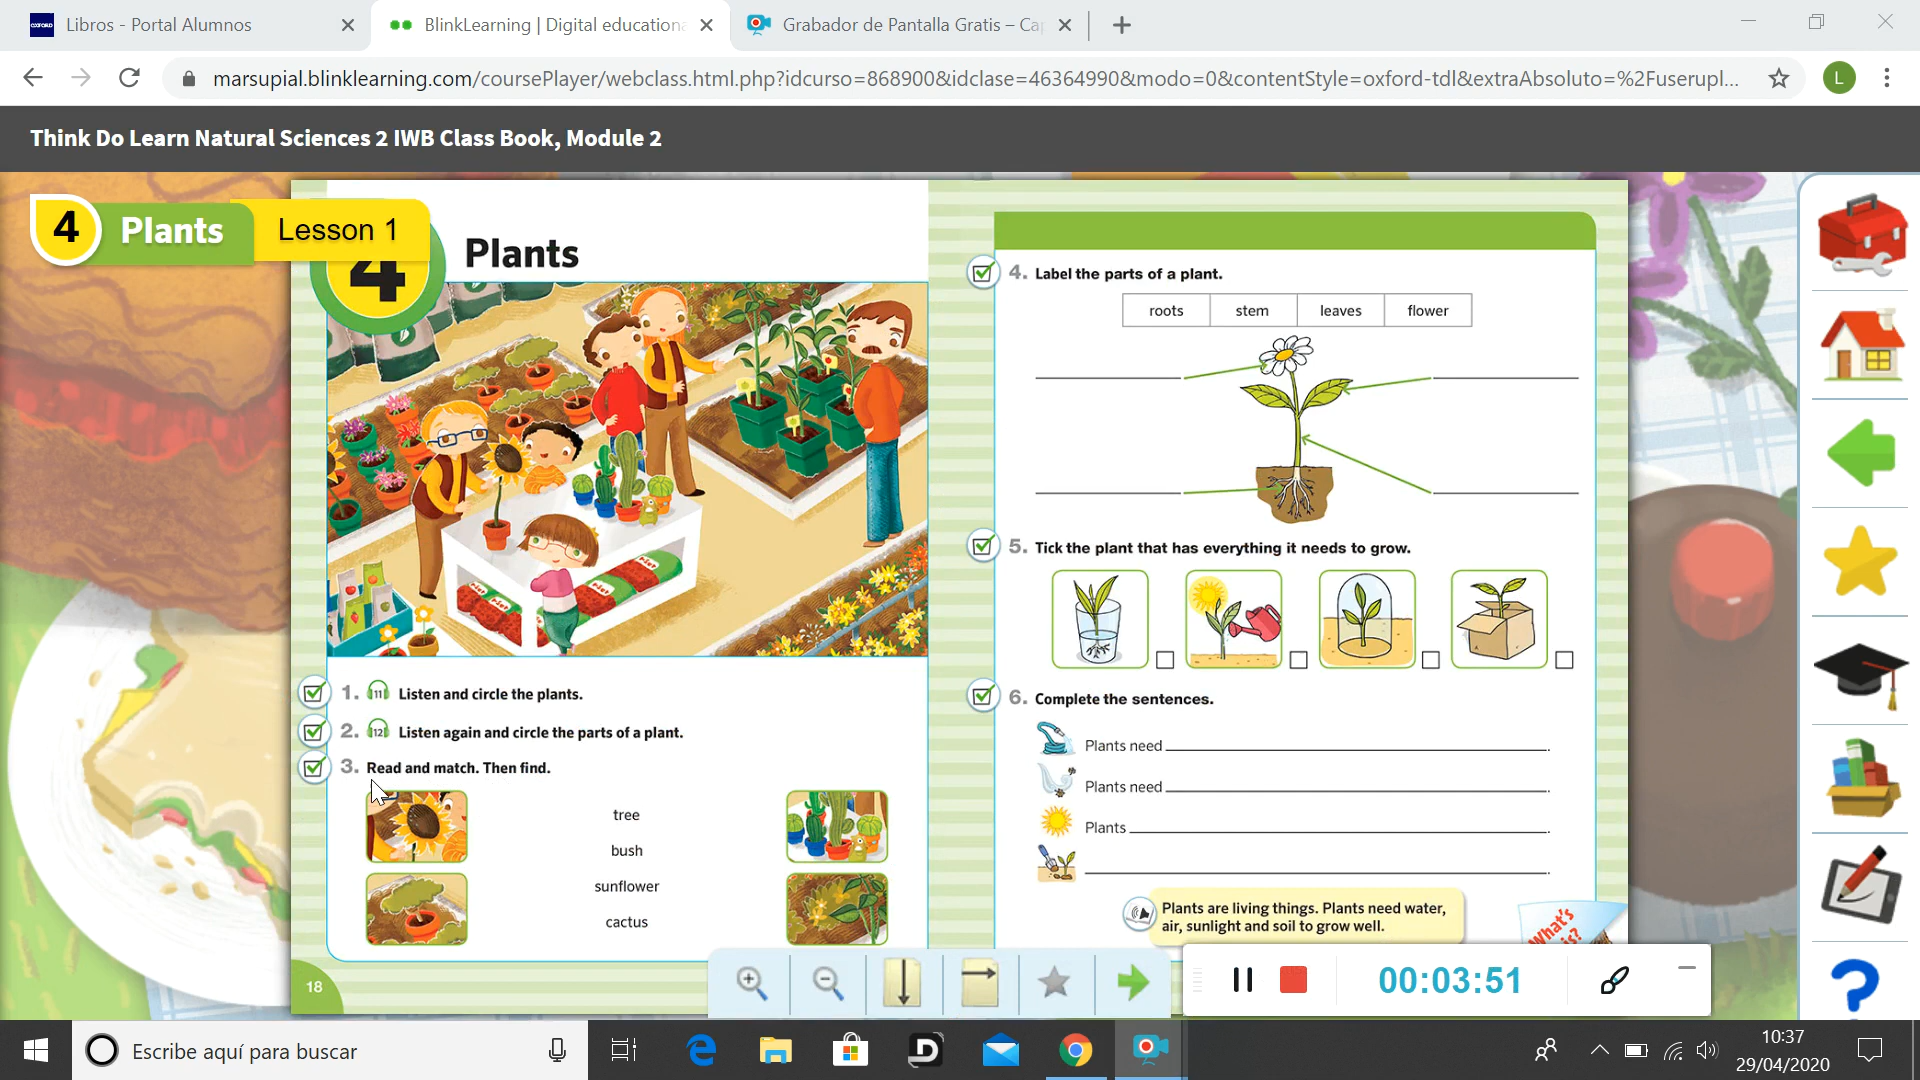 Libros - Portal Alumnos
BlinkLearning | Digital educationa
Grabador de Pantalla Gratis – Ca
marsupial.blinklearning.com/coursePlayer/webclass.html.php?idcurso=868900&idclase=46364990&modo=0&contentStyle=oxford-tdl&extraAbsoluto=%2Fuserupl...
L
Think Do Learn Natural Sciences 2 IWB Class Book, Module 2
4 Plants Lesson 1
4 Plants
1. 11 Listen and circle the plants.
2. 12 Listen again and circle the parts of a plant.
3. Read and match. Then find.
tree
bush
sunflower
cactus
18
4. Label the parts of a plant.
roots stem leaves flower
5. Tick the plant that has everything it needs to grow.
6. Complete the sentences.
Plants need
Plants need
Plants
Plants are living things. Plants need water,
air, sunlight and soil to grow well.
What's
00:03:51
Escribe aquí para buscar
10:37
29/04/2020